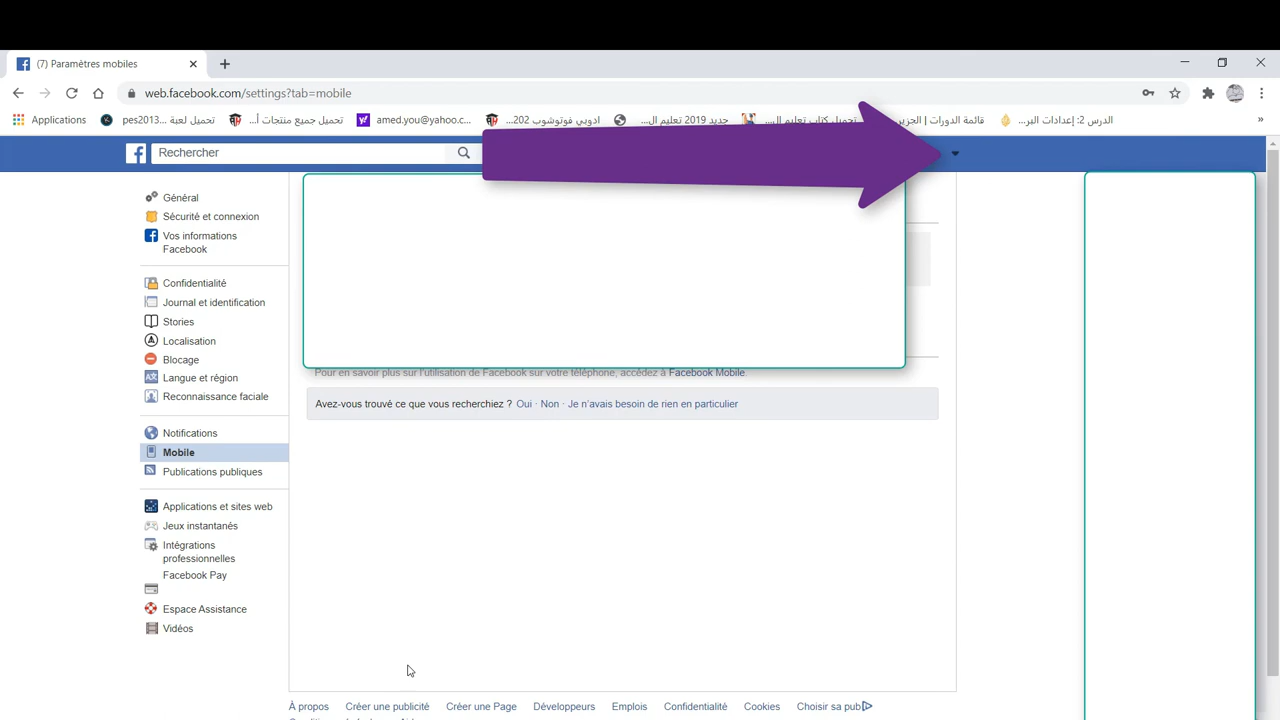 (7) Paramètres mobiles
web.facebook.com/settings?tab=mobile
Applications
تحميل لعبة pes2013...
تحميل جميع منتجات أ...
amed.you@yahoo.c...
ادوبي فوتوشوب 202...
جديد 2019 تعليم ال...
تحميل كتاب تعليم ال...
قائمة الدورات | الجزير
الدرس 2: إعدادات البر...
Rechercher
Général
Sécurité et connexion
Vos informations
Facebook
Confidentialité
Journal et identification
Stories
Localisation
Blocage
Langue et région
Reconnaissance faciale
Notifications
Mobile
Publications publiques
Applications et sites web
Jeux instantanés
Intégrations
professionnelles
Facebook Pay
Espace Assistance
Vidéos
Pour en savoir plus sur l'utilisation de Facebook sur votre téléphone, accédez à Facebook Mobile.
Avez-vous trouvé ce que vous recherchiez ? Oui · Non · Je n'avais besoin de rien en particulier
À propos Créer une publicité Créer une Page Développeurs Emplois Confidentialité Cookies Choisir sa pub